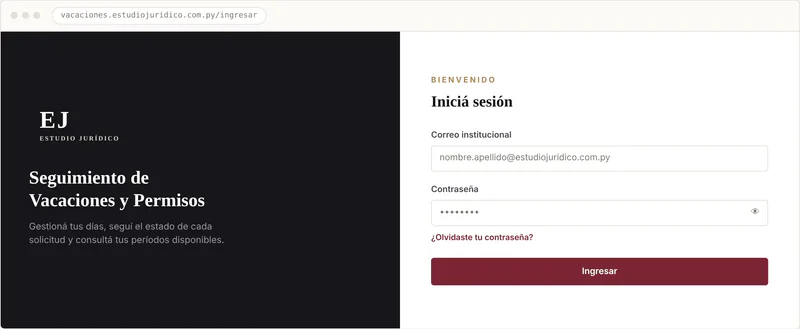 vacaciones.estudiojuridico.com.py/ingresar
EJ
ESTUDIO JURÍDICO
Seguimiento de
Vacaciones y Permisos
Gestioná tus días, seguí el estado de cada
solicitud y consultá tus períodos disponibles.
BIENVENIDO
Iniciá sesión
Correo institucional
nombre.apellido@estudiojuridico.com.py
Contraseña
••••••••
¿Olvidaste tu contraseña?
Ingresar